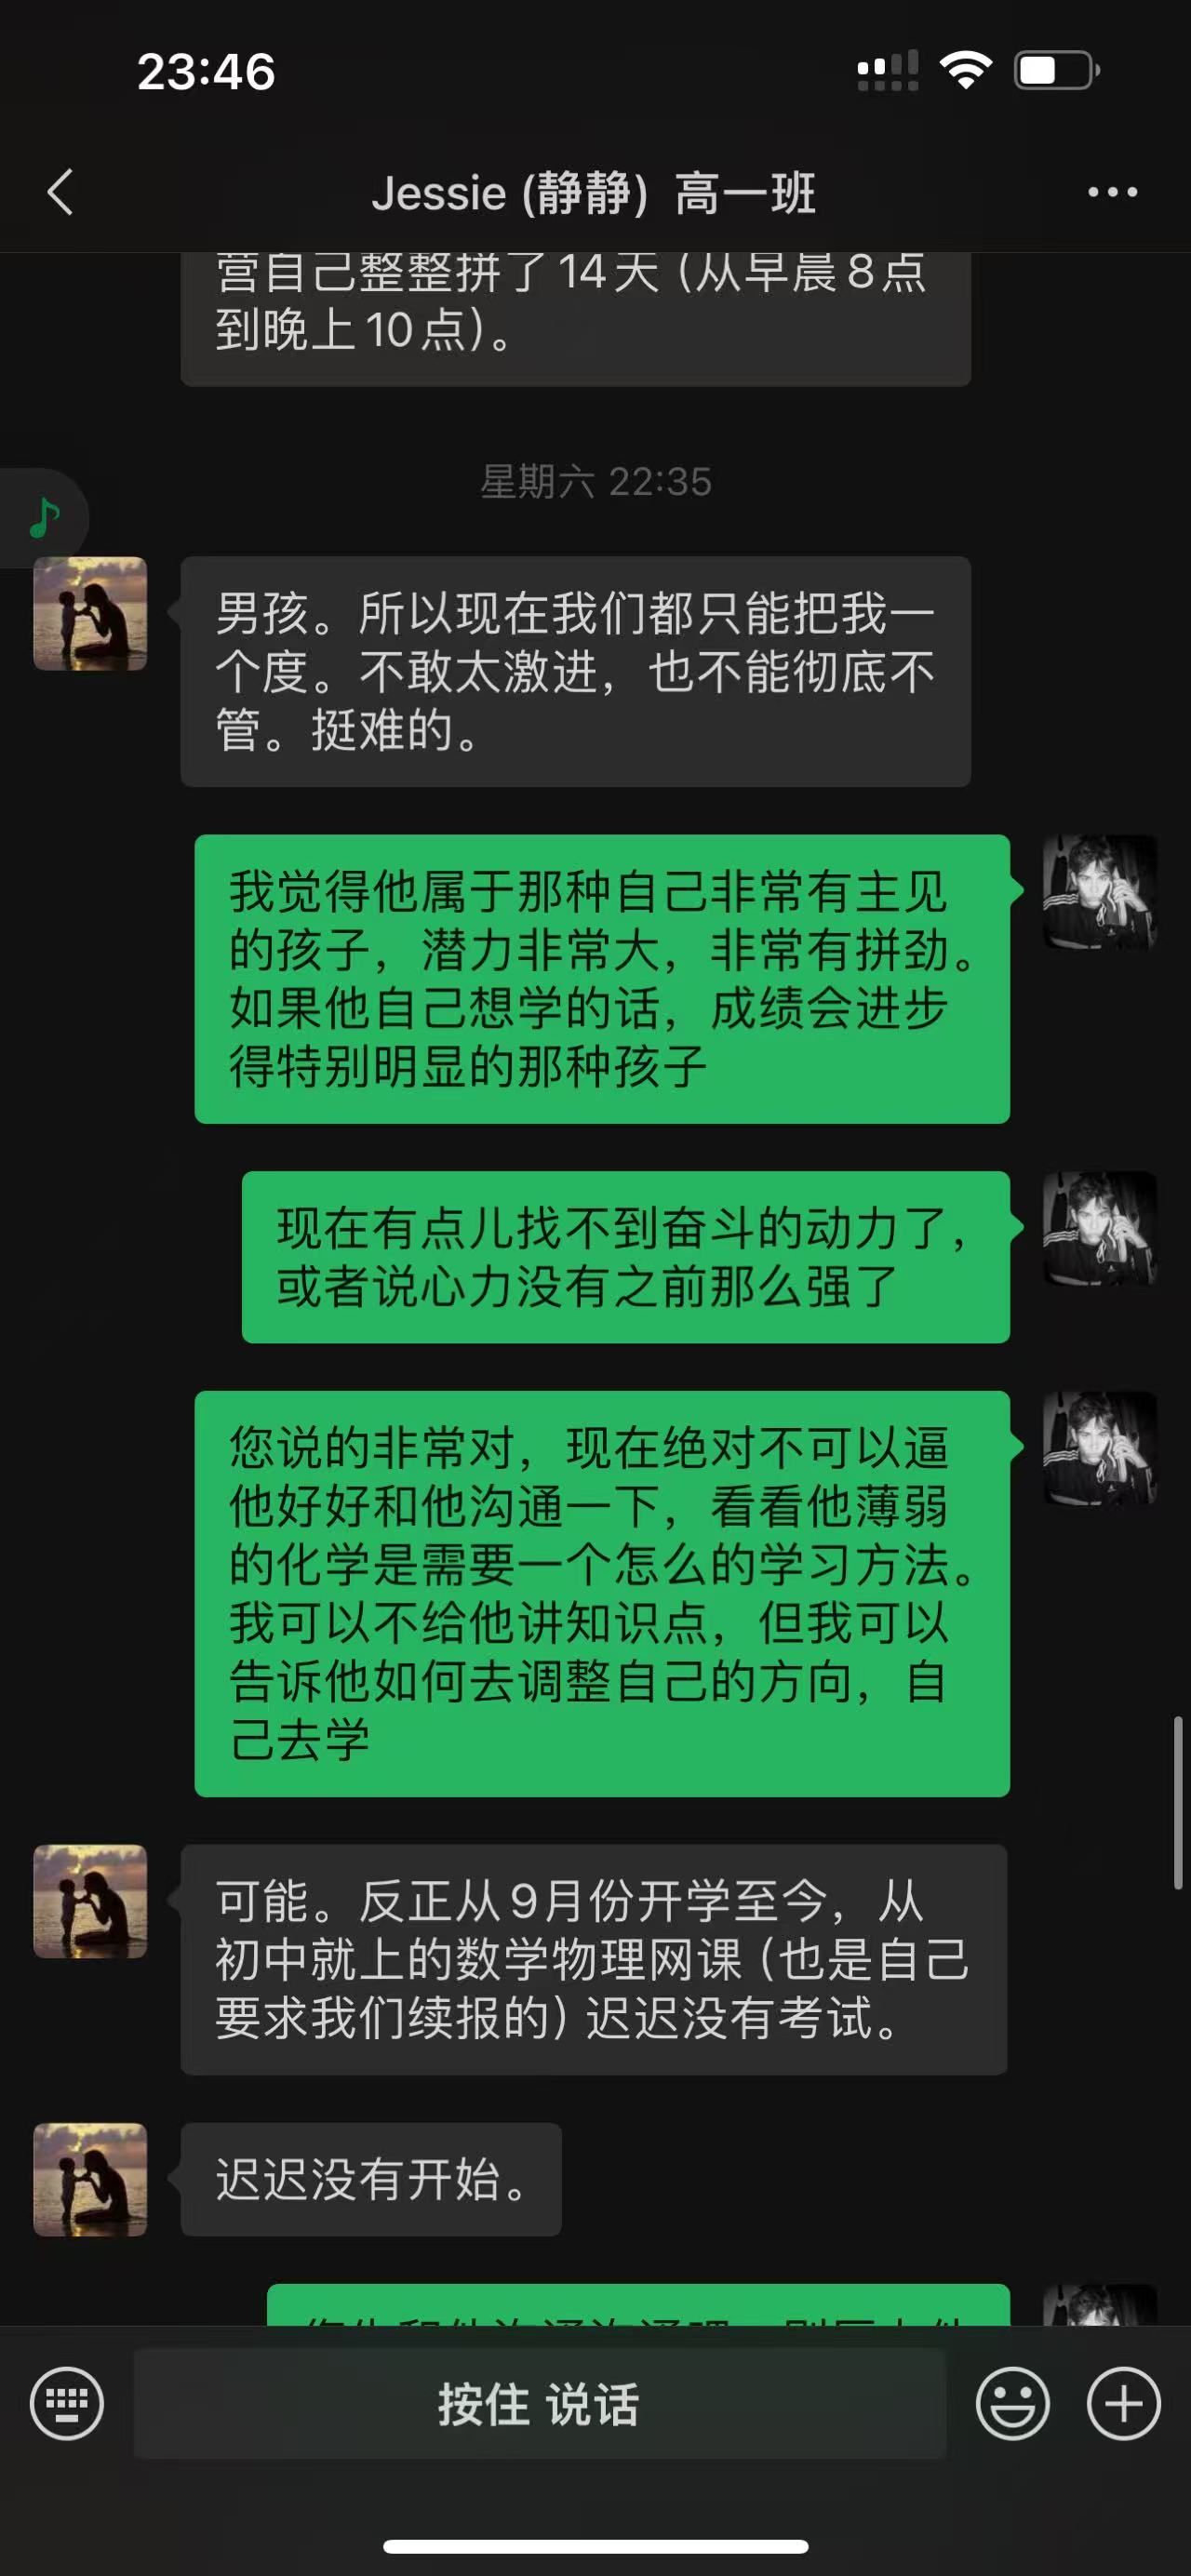 23:46
Jessie (静静) 高一班
营自己整整拼了14天（从早晨8点
到晚上10点）。
星期六 22:35
男孩。所以现在我们都只能把我一
个度。不敢太激进，也不能彻底不
管。挺难的。
我觉得他属于那种自己非常有主见
的孩子，潜力非常大，非常有拼劲。
如果他自己想学的话，成绩会进步
得特别明显的那种孩子
现在有点儿找不到奋斗的动力了，
或者说心力没有之前那么强了
您说的非常对，现在绝对不可以逼
他好好和他沟通一下，看看他薄弱
的化学是需要一个怎么的学习方法。
我可以不给他讲知识点，但我可以
告诉他如何去调整自己的方向，自
己去学
可能。反正从9月份开学至今，从
初中就上的数学物理网课（也是自己
要求我们续报的）迟迟没有考试。
迟迟没有开始。
按住 说话